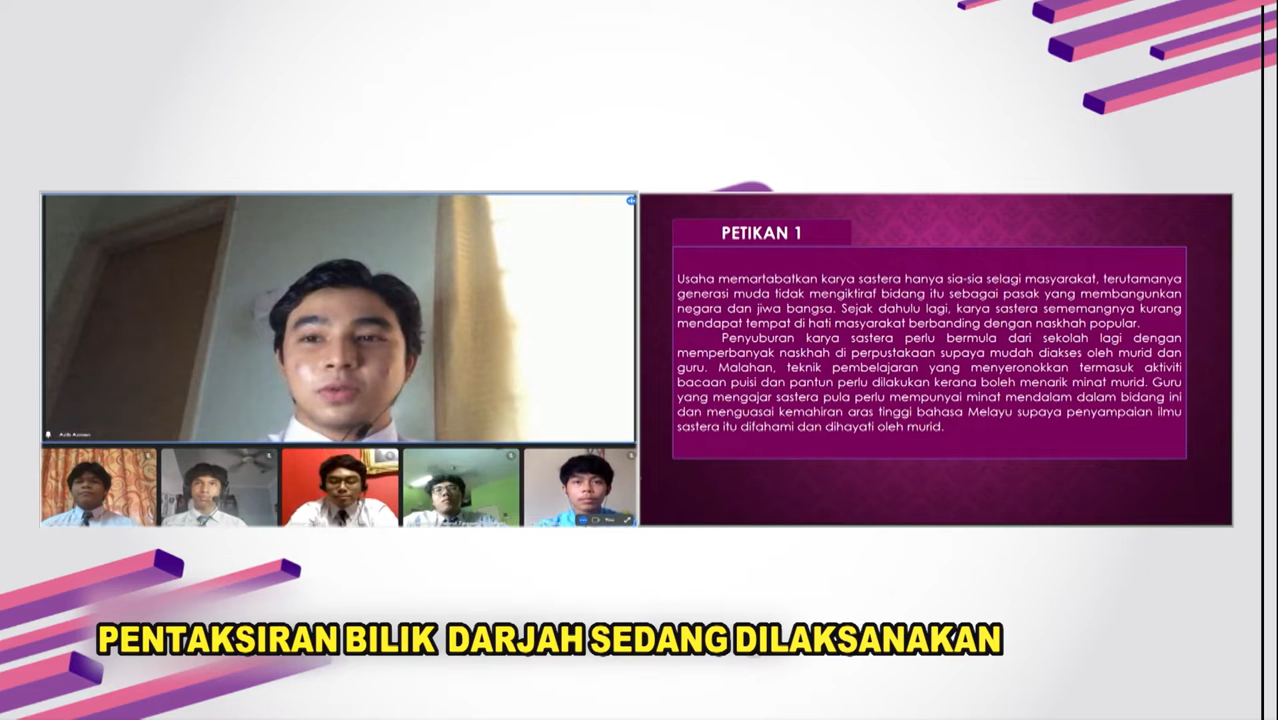 PETIKAN 1
Usaha memartabatkan karya sastera hanya sia-sia selagi masyarakat, terutamanya
generasi muda tidak mengiktiraf bidang itu sebagai pasak yang membangunkan
negara dan jiwa bangsa. Sejak dahulu lagi, karya sastera sememangnya kurang
mendapat tempat di hati masyarakat berbanding dengan naskhah popular.
Penyuburan karya sastera perlu bermula dari sekolah lagi dengan
memperbanyak naskhah di perpustakaan supaya mudah diakses oleh murid dan
guru. Malahan, teknik pembelajaran yang menyeronokkan termasuk aktiviti
bacaan puisi dan pantun perlu dilakukan kerana boleh menarik minat murid. Guru
yang mengajar sastera pula perlu mempunyai minat mendalam dalam bidang ini
dan menguasai kemahiran aras tinggi bahasa Melayu supaya penyampaian ilmu
sastera itu difahami dan dihayati oleh murid.
PENTAKSIRAN BILIK DARJAH SEDANG DILAKSANAKAN